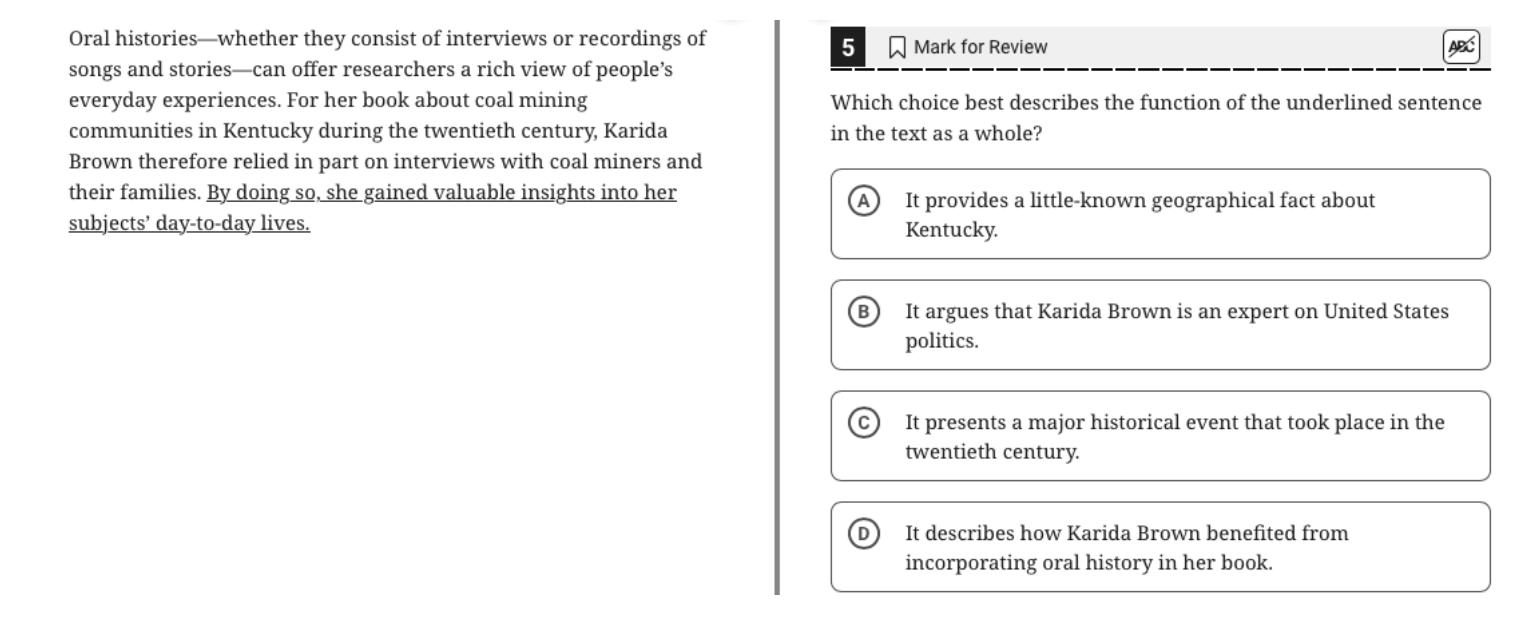 Oral histories—whether they consist of interviews or recordings of
songs and stories—can offer researchers a rich view of people’s
everyday experiences. For her book about coal mining
communities in Kentucky during the twentieth century, Karida
Brown therefore relied in part on interviews with coal miners and
their families. By doing so, she gained valuable insights into her
subjects’ day-to-day lives.
5 Mark for Review ABC
Which choice best describes the function of the underlined sentence
in the text as a whole?
A It provides a little-known geographical fact about
Kentucky.
B It argues that Karida Brown is an expert on United States
politics.
C It presents a major historical event that took place in the
twentieth century.
D It describes how Karida Brown benefited from
incorporating oral history in her book.